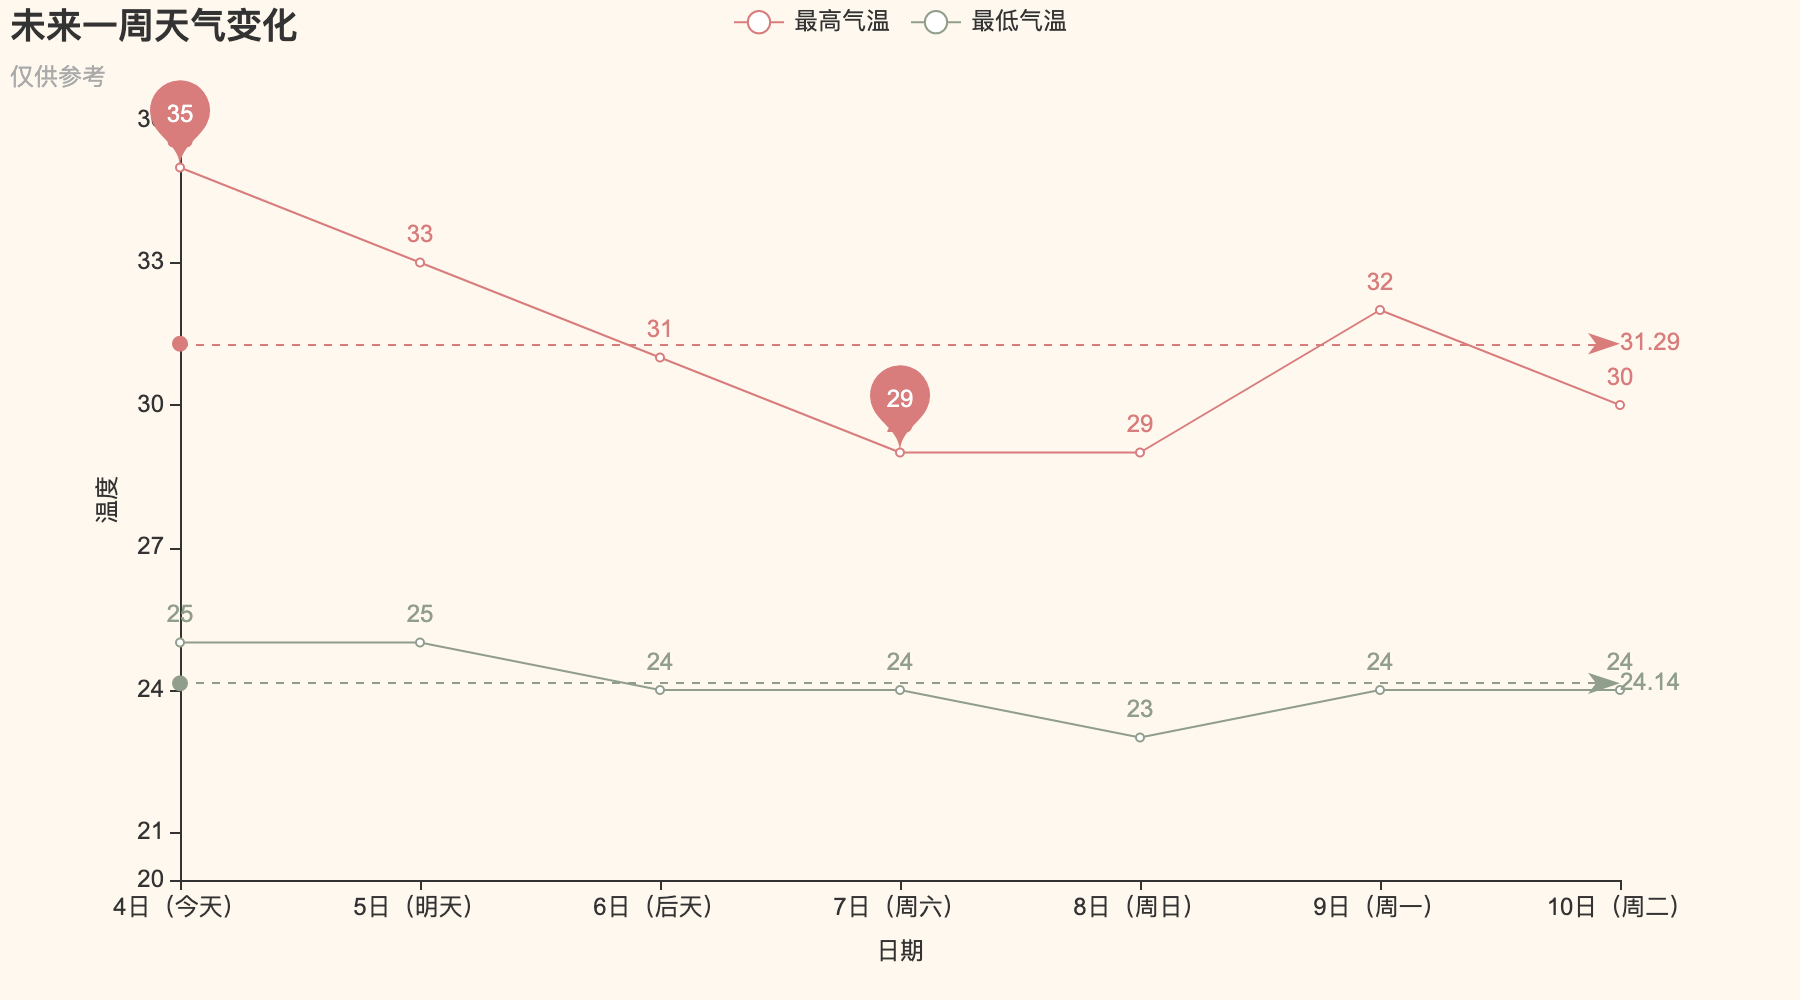 未来一周天气变化
仅供参考
最高气温
最低气温
35
33
33
32
31
31.29
30
30
29
29
温度
27
25
25
24
24
24
24
24
24.14
23
21
20
4日（今天）
5日（明天）
6日（后天）
7日（周六）
8日（周日）
9日（周一）
10日（周二）
日期